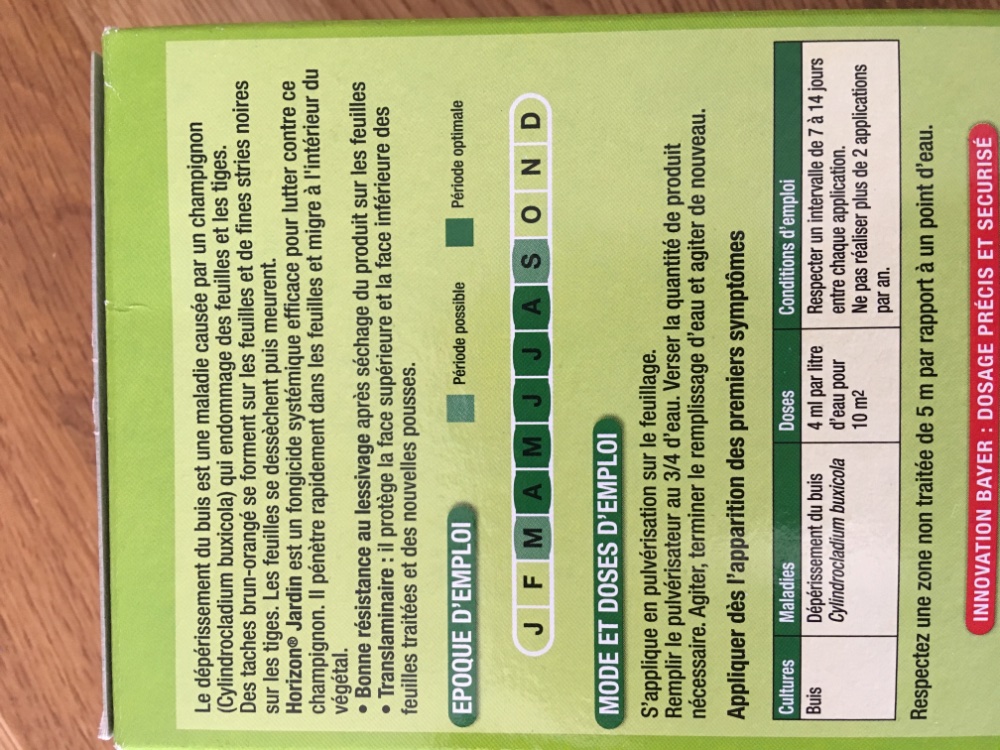 Le dépérissement du buis est une maladie causée par un champignon
(Cylindrocladium buxicola) qui endommage des feuilles et les tiges.
Des taches brun-orangé se forment sur les feuilles et de fines stries noires
sur les tiges. Les feuilles se dessèchent puis meurent.
Horizon® Jardin est un fongicide systémique efficace pour lutter contre ce
champignon. Il pénètre rapidement dans les feuilles et migre à l'intérieur du
végétal.
• Bonne résistance au lessivage après séchage du produit sur les feuilles
• Translaminaire : il protège la face supérieure et la face inférieure des
feuilles traitées et des nouvelles pousses.
EPOQUE D'EMPLOI
Période possible
Période optimale
J F M A M J J A S O N D
MODE ET DOSES D'EMPLOI
S'applique en pulvérisation sur le feuillage.
Remplir le pulvérisateur au 3/4 d'eau. Verser la quantité de produit
nécessaire. Agiter, terminer le remplissage d'eau et agiter de nouveau.
Appliquer dès l'apparition des premiers symptômes
Cultures Maladies Doses Conditions d'emploi
Buis
Dépérissement du buis
Cylindrocladium buxicola
4 ml par litre
d'eau pour
10 m2
Respecter un intervalle de 7 à 14 jours
entre chaque application.
Ne pas réaliser plus de 2 applications
par an.
Respectez une zone non traitée de 5 m par rapport à un point d'eau.
INNOVATION BAYER : DOSAGE PRÉCIS ET SECURISÉ